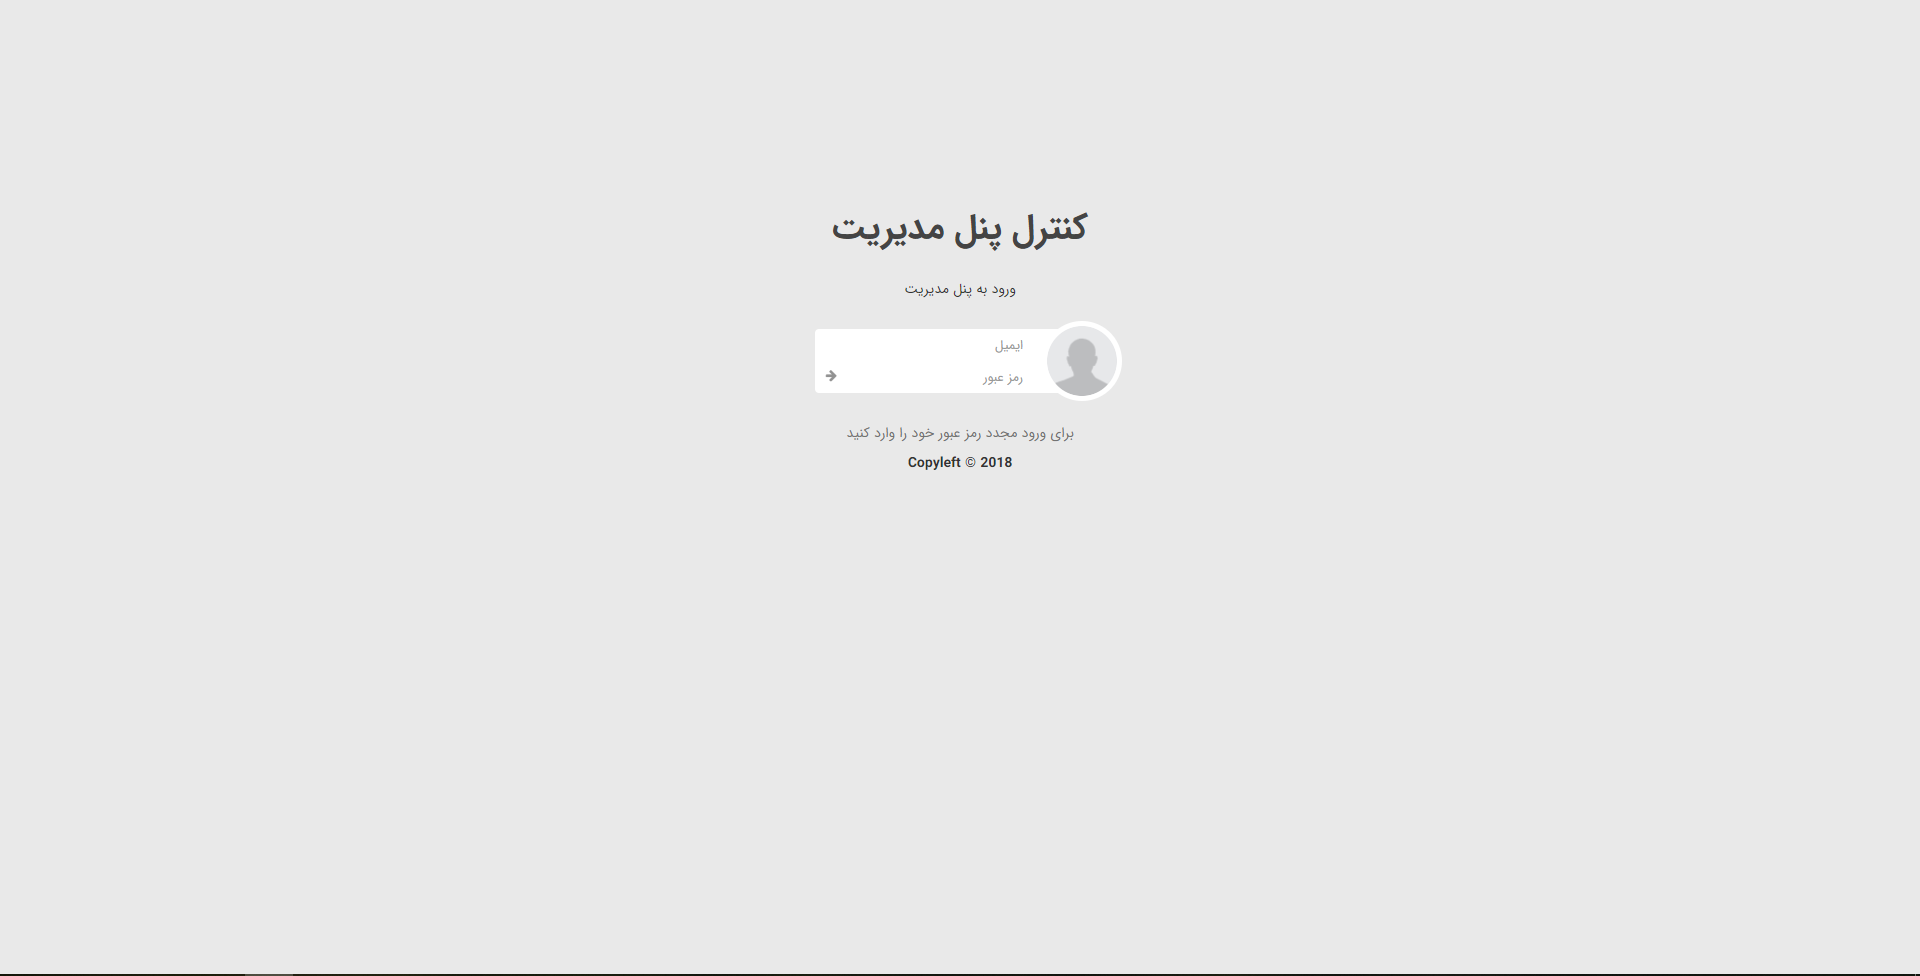 کنترل پنل مدیریت
ورود به پنل مدیریت
ایمیل
رمز عبور
برای ورود مجدد رمز عبور خود را وارد کنید
Copyleft © 2018